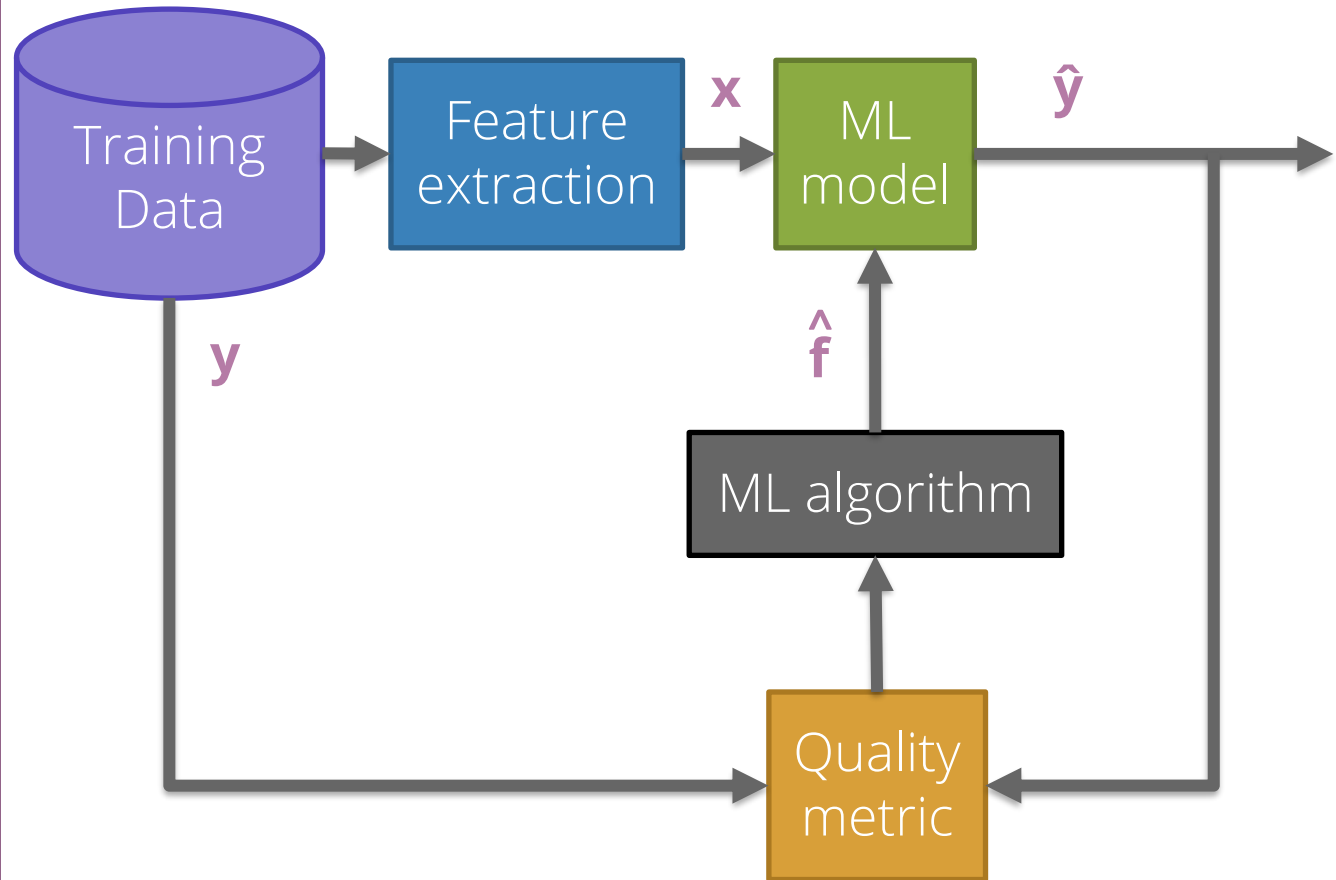 Training
Data
Feature
extraction
x
ML
model
ŷ
y
f̂
ML algorithm
Quality
metric